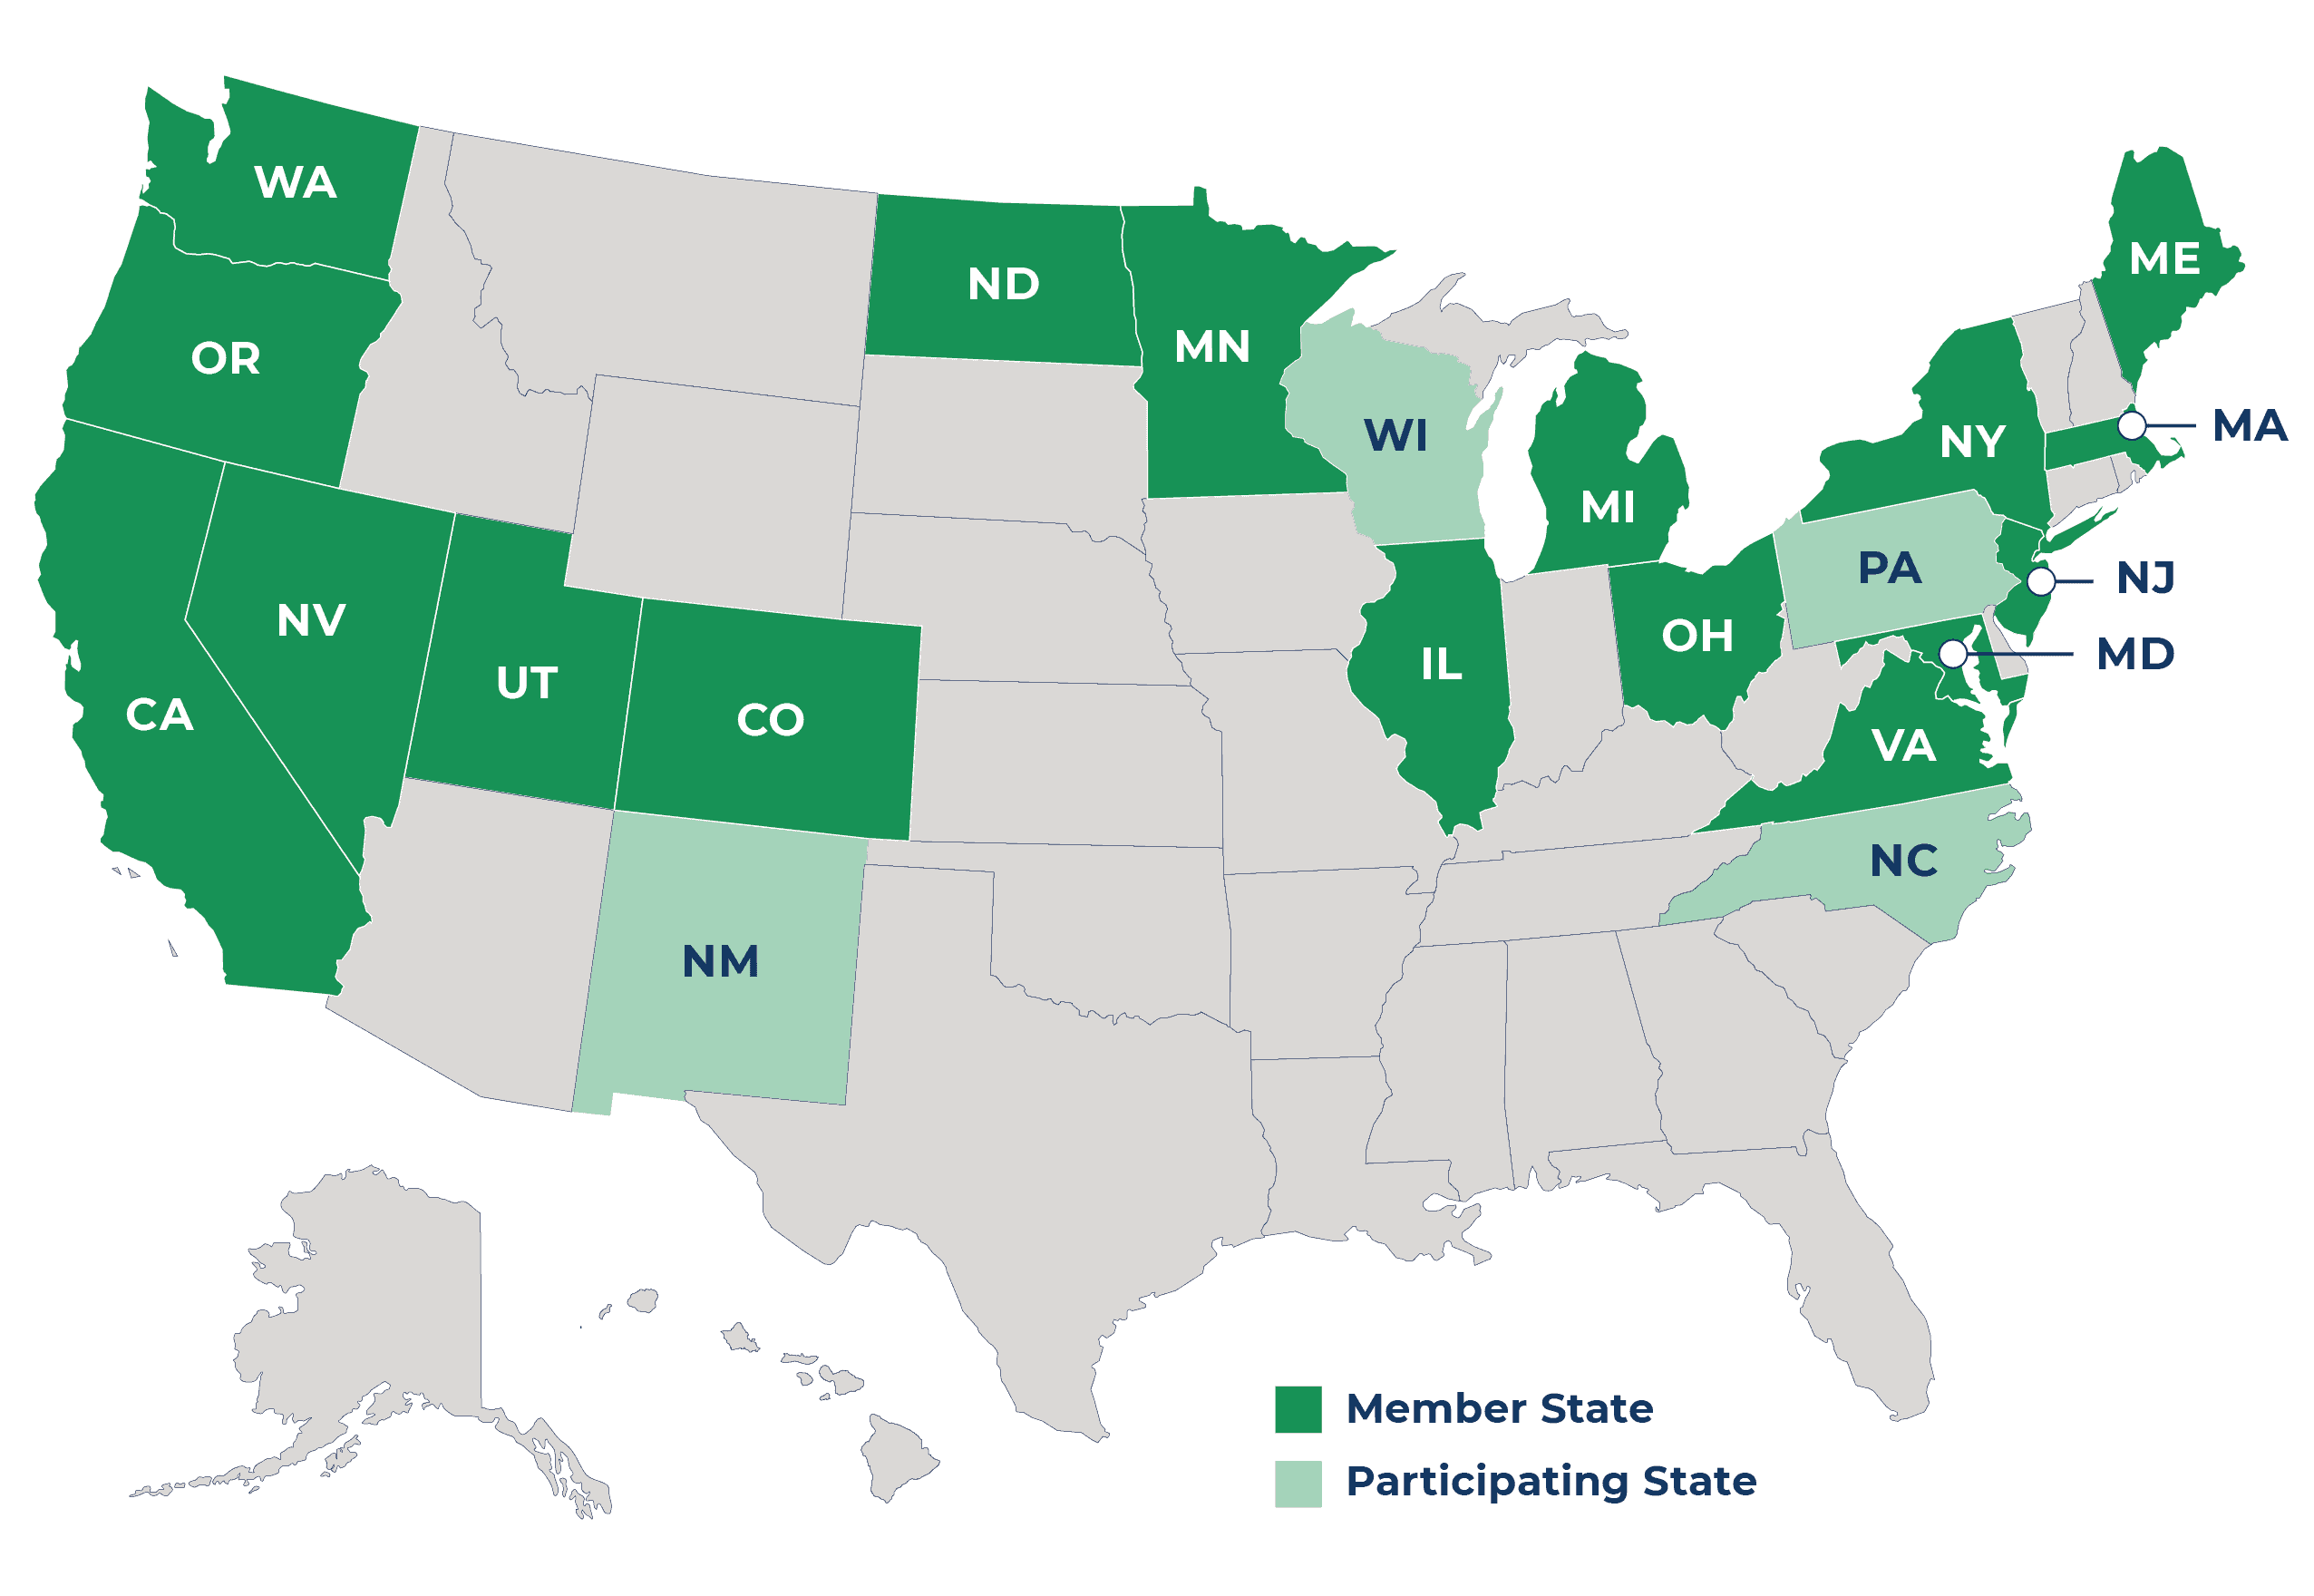 WA
ME
ND
MN
OR
MA
WI
NY
MI
PA
NJ
NV
OH
MD
IL
UT
CA
CO
VA
NC
NM
Member State
Participating State